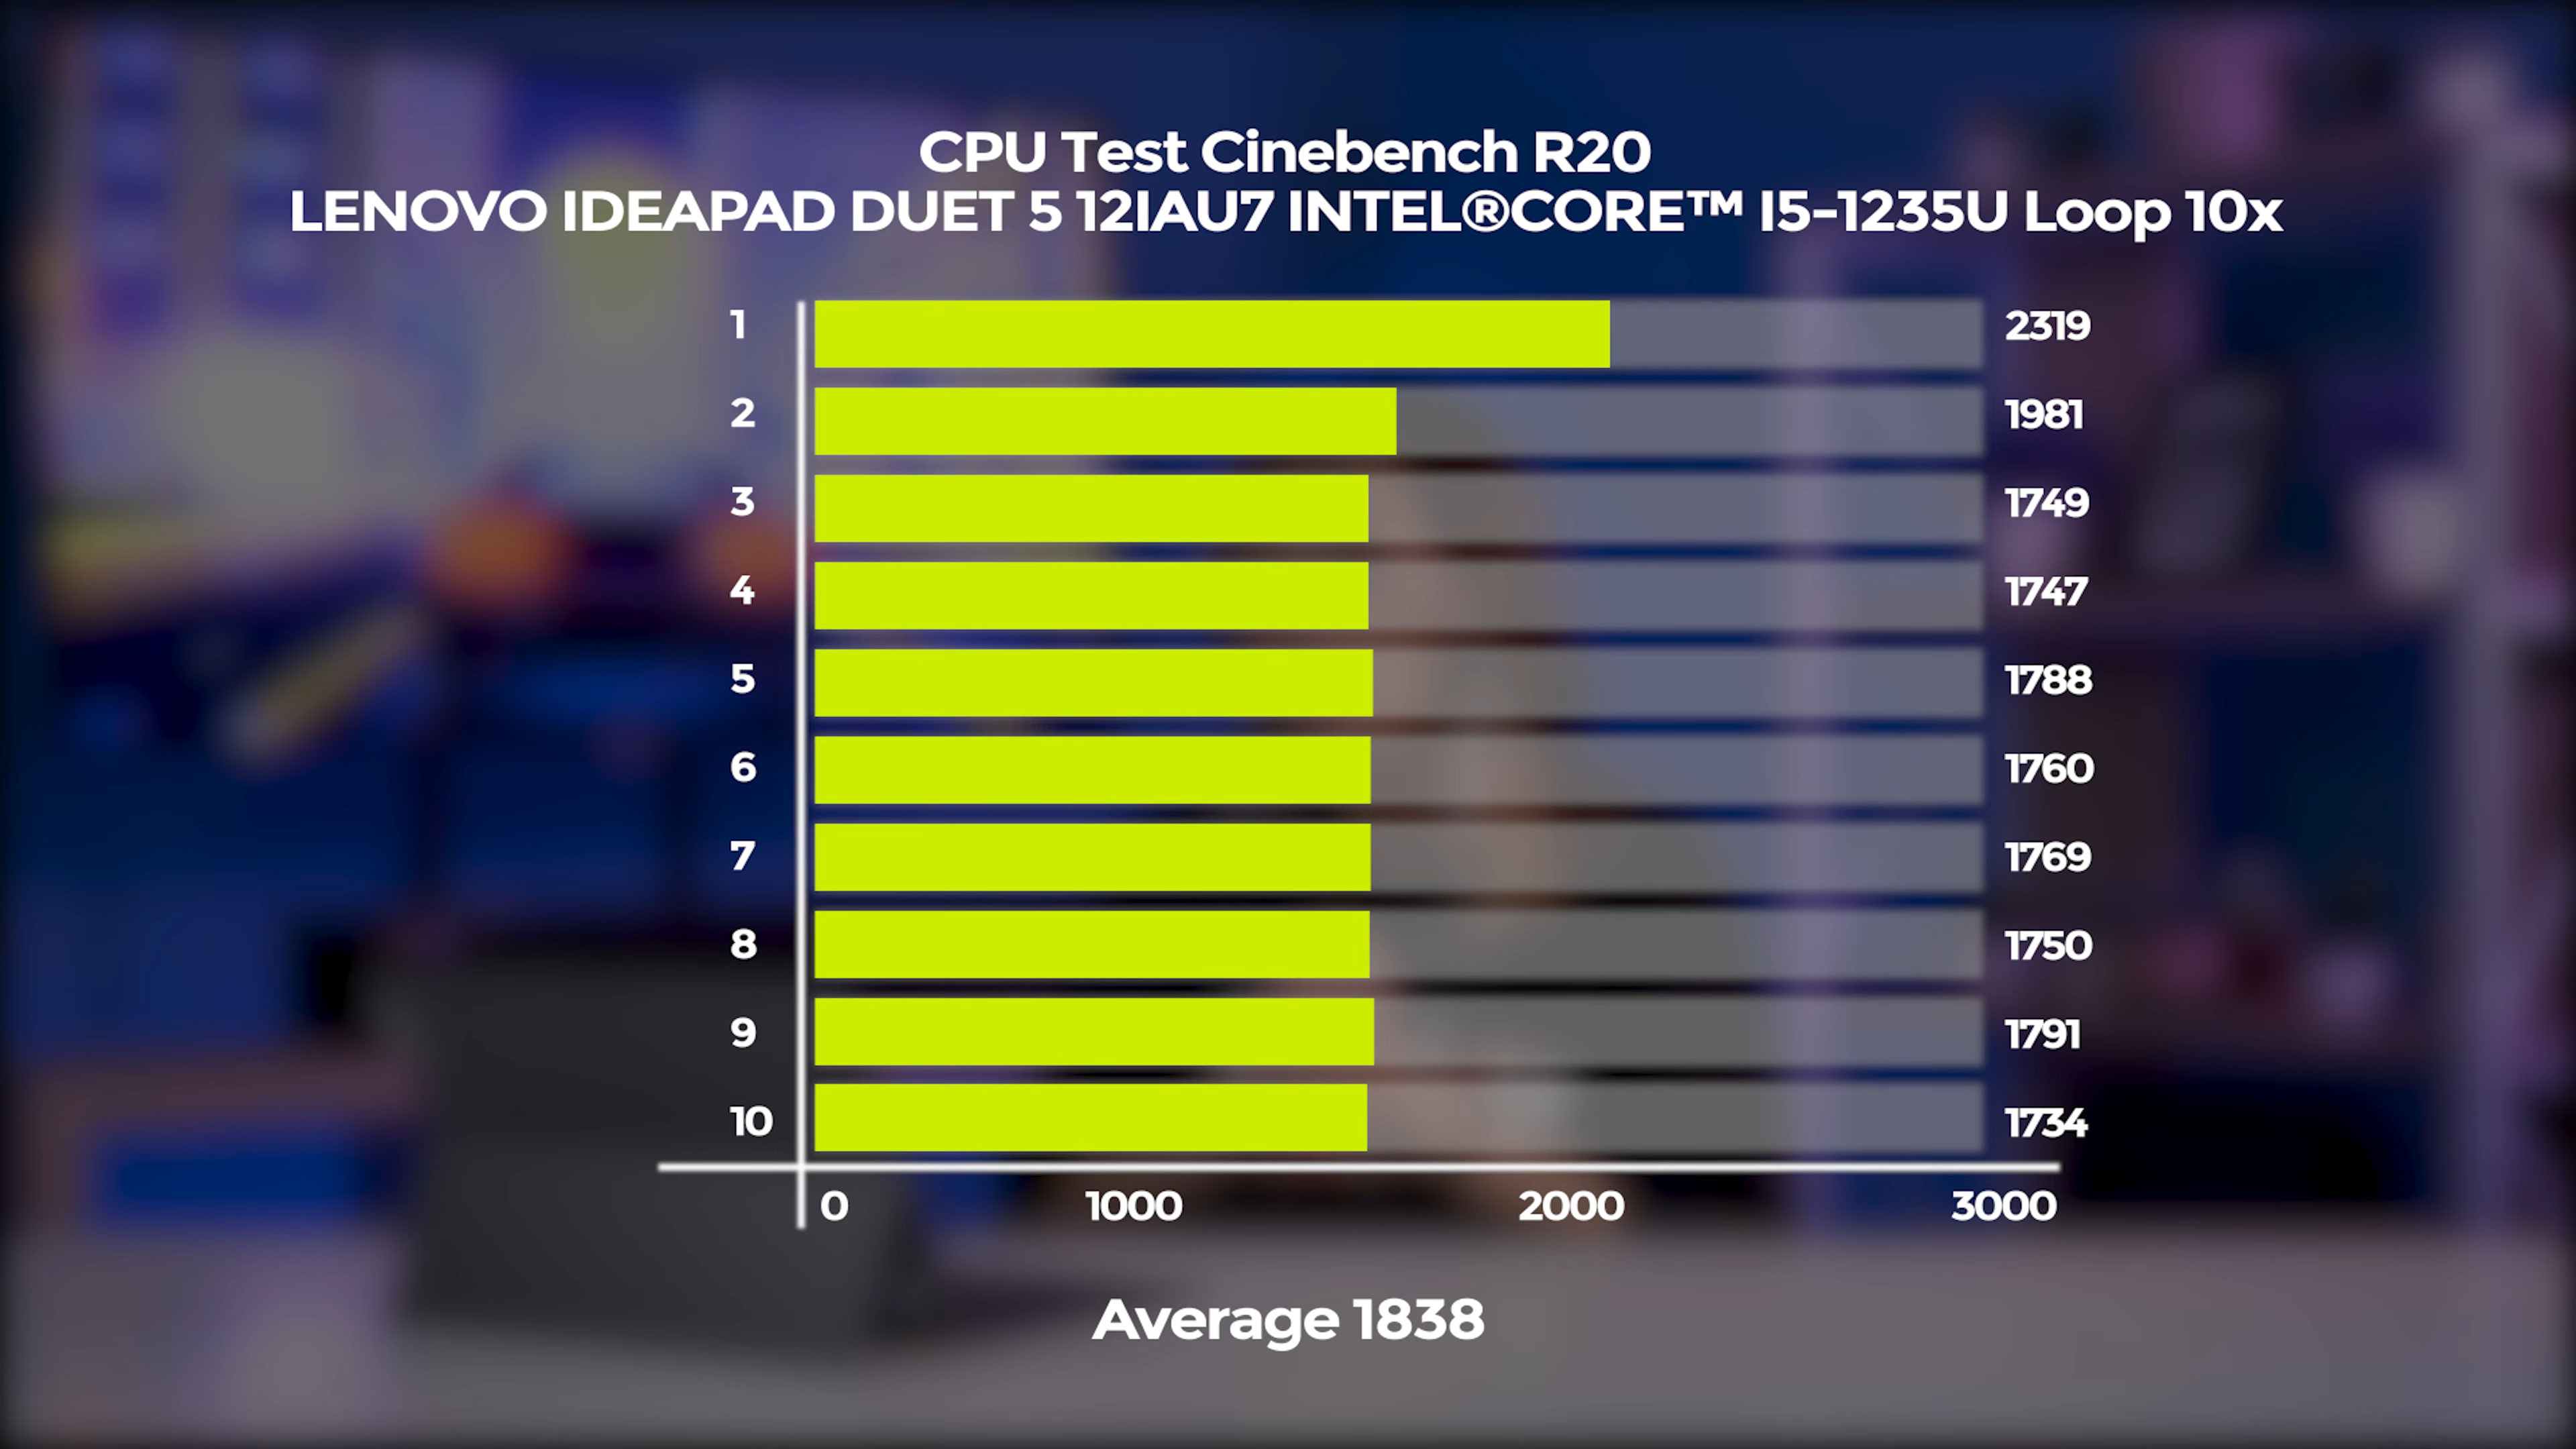 CPU Test Cinebench R20
LENOVO IDEAPAD DUET 5 12IAU7 INTEL®CORE™ I5-1235U Loop 10x
1 2319
2 1981
3 1749
4 1747
5 1788
6 1760
7 1769
8 1750
9 1791
10 1734
0 1000 2000 3000
Average 1838